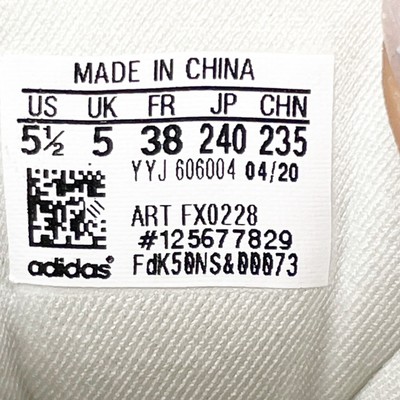 MADE IN CHINA
US UK FR JP CHN
5½ 5 38 240 235
YYJ 606004 04/20
ART FX0228
#125677829
adidas® FdK50NS&00073